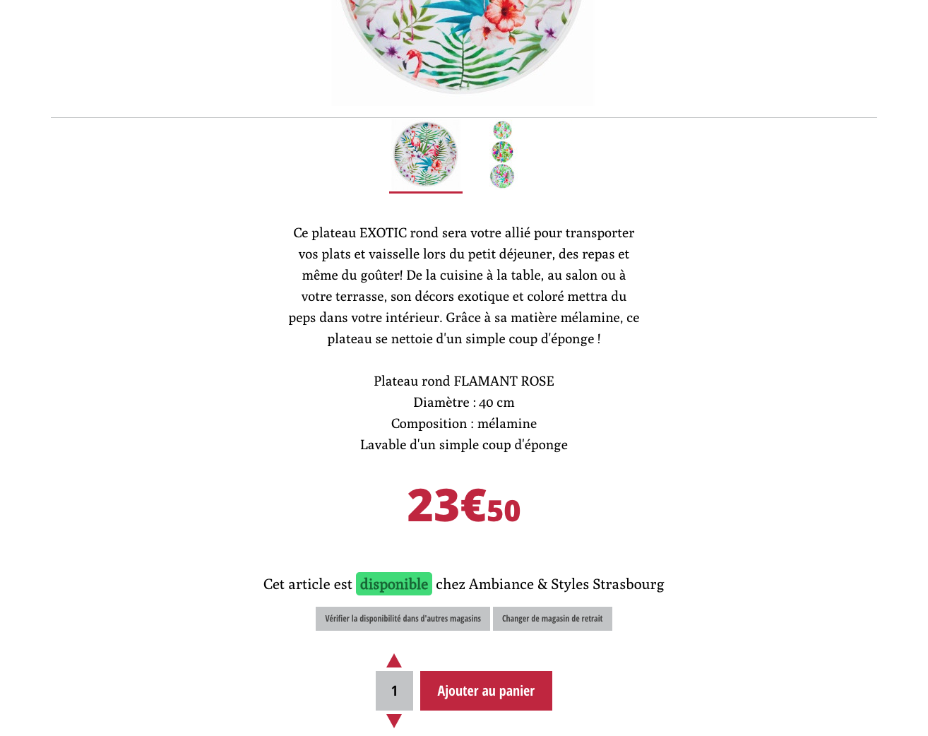 Ce plateau EXOTIC rond sera votre allié pour transporter
vos plats et vaisselle lors du petit déjeuner, des repas et
même du goûter! De la cuisine à la table, au salon ou à
votre terrasse, son décors exotique et coloré mettra du
peps dans votre intérieur. Grâce à sa matière mélamine, ce
plateau se nettoie d'un simple coup d'éponge !
Plateau rond FLAMANT ROSE
Diamètre : 40 cm
Composition : mélamine
Lavable d'un simple coup d'éponge
23€50
Cet article est disponible chez Ambiance & Styles Strasbourg
Vérifier la disponibilité dans d'autres magasins Changer de magasin de retrait
1 Ajouter au panier